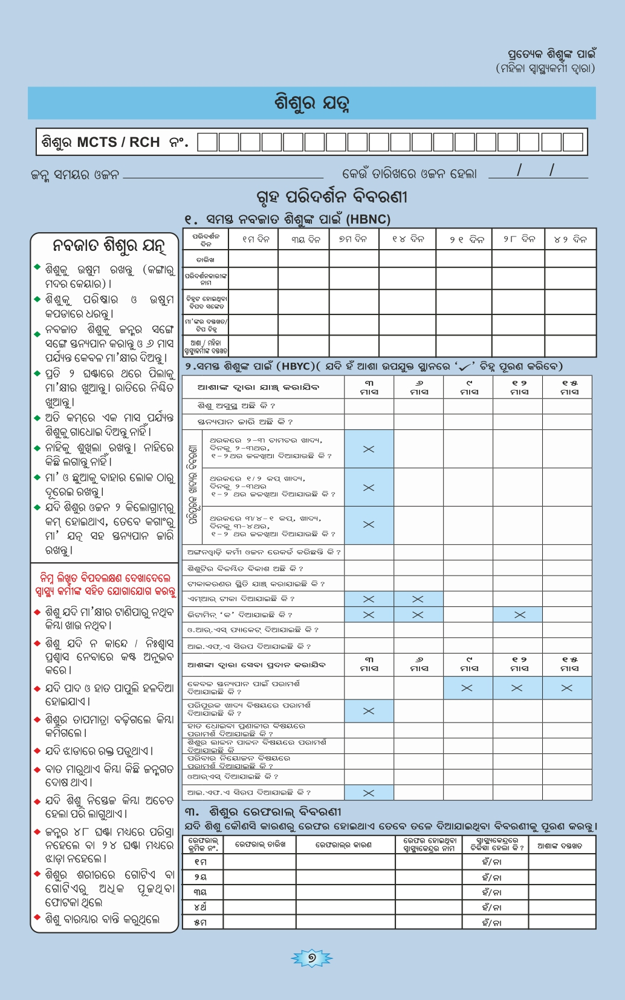 ପ୍ରତ୍ୟେକ ଶିଶୁଙ୍କ ପାଇଁ
(ମହିଳା ସ୍ୱାସ୍ଥ୍ୟକର୍ମୀ ଦ୍ୱାରା)
ଶିଶୁର ଯତ୍ନ
ଶିଶୁର MCTS / RCH ନଂ.
ଜନ୍ମ ସମୟର ଓଜନ
କେଉଁ ତାରିଖରେ ଓଜନ ହେଲା / /
ଗୃହ ପରିଦର୍ଶନ ବିବରଣୀ
୧. ସମସ୍ତ ନବଜାତ ଶିଶୁଙ୍କ ପାଇଁ (HBNC)
ନବଜାତ ଶିଶୁର ଯତ୍ନ
ଶିଶୁକୁ ଉଷୁମ ରଖନ୍ତୁ (କଙ୍ଗାରୁ
ମଦର କେୟାର)।
ଶିଶୁକୁ ପରିଷ୍କାର ଓ ଉଷୁମ
କପଡାରେ ଧରନ୍ତୁ।
ନବଜାତ ଶିଶୁକୁ ଜନ୍ମର ସଙ୍ଗେ
ସଙ୍ଗେ ସ୍ତନ୍ୟପାନ କରାନ୍ତୁ ଓ ୬ ମାସ
ପର୍ଯ୍ୟନ୍ତ କେବଳ ମା'କ୍ଷୀର ଦିଅନ୍ତୁ।
ପ୍ରତି ୨ ଘଣ୍ଟାରେ ଥରେ ପିଲାକୁ
ମା'କ୍ଷୀର ଖୁଆନ୍ତୁ। ରାତିରେ ନିଶ୍ଚିତ
ଖୁଆନ୍ତୁ।
ଅତି କମ୍‌ରେ ଏକ ମାସ ପର୍ଯ୍ୟନ୍ତ
ଶିଶୁକୁ ଗାଧୋଇ ଦିଅନ୍ତୁ ନାହିଁ।
ନାହିକୁ ଶୁଖିଲା ରଖନ୍ତୁ। ନାହିରେ
କିଛି ଲଗାନ୍ତୁ ନାହିଁ।
ମା' ଓ ଛୁଆକୁ ବାହାର ଲୋକ ଠାରୁ
ଦୂରେଇ ରଖନ୍ତୁ।
ଯଦି ଶିଶୁର ଓଜନ ୨ କିଲୋଗ୍ରାମ୍‌ରୁ
କମ୍ ହୋଇଥାଏ, ତେବେ କଗାଂରୁ
ମା' ଯତ୍ନ ସହ ସ୍ତନ୍ୟପାନ ଜାରି
ରଖନ୍ତୁ।
ନିମ୍ନ ଲିଖିତ ବିପଦଲକ୍ଷଣ ଦେଖାଦେଲେ
ସ୍ୱାସ୍ଥ୍ୟ କର୍ମୀଙ୍କ ସହିତ ଯୋଗାଯୋଗ କରନ୍ତୁ
ଶିଶୁ ଯଦି ମା'କ୍ଷୀର ଟାଣିପାରୁ ନଥିବ
କିମ୍ୱା ଖାଉ ନଥିବ।
ଶିଶୁ ଯଦି ନ କାନ୍ଦେ / ନିଃଶ୍ୱାସ
ପ୍ରଶ୍ୱାସ ନେବାରେ କଷ୍ଟ ଅନୁଭବ
କରେ।
ଯଦି ପାଦ ଓ ହାତ ପାପୁଲି ହଳଦିଆ
ହୋଇଯାଏ।
ଶିଶୁର ତାପମାତ୍ରା ବଢ଼ିଗଲେ କିମ୍ୱା
କମିଗଲେ।
ଯଦି ଝାଡାରେ ରକ୍ତ ପଡୁଥାଏ।
ବାତ ମାରୁଥାଏ କିମ୍ୱା କିଛି ଜନ୍ମଗତ
ଦୋଷ ଥାଏ।
ଯଦି ଶିଶୁ ନିସ୍ତେଜ କିମ୍ୱା ଅଚେତ
ହେଲା ପରି ଲାଗୁଥାଏ।
ଜନ୍ମର ୪୮ ଘଣ୍ଟା ମଧ୍ୟରେ ପରିସ୍ରା
ନହେଲେ ବା ୨୪ ଘଣ୍ଟା ମଧ୍ୟରେ
ଝାଡ଼ା ନହେଲେ।
ଶିଶୁର ଶରୀରରେ ଗୋଟିଏ ବା
ଗୋଟିଏରୁ ଅଧିକ ପୂଜଥିବା
ଫୋଟକା ଥିଲେ
ଶିଶୁ ବାରମ୍ୱାର ବାନ୍ତି କରୁଥିଲେ
ପରିଦର୍ଶନ
ଦିନ
୧ମ ଦିନ ୩ୟ ଦିନ ୭ମ ଦିନ ୧୪ ଦିନ ୨୧ ଦିନ ୨୮ ଦିନ ୪୨ ଦିନ
ତାରିଖ
ପରିଦର୍ଶନକାରୀଙ୍କ
ନାମ
ଚିହ୍ନଟ ହୋଇଥିବା
ବିପଦ ସଙ୍କେତ
ମା'ଙ୍କର ଦସ୍ତଖତ/
ଟିପ ଚିହ୍ନ
ଆଶା / ମହିଳା
ସ୍ୱାସ୍ଥ୍ୟକର୍ମୀଙ୍କ ଦସ୍ତଖତ
୨.ସମସ୍ତ ଶିଶୁଙ୍କ ପାଇଁ (HBYC)( ଯଦି ହଁ ଆଶା ଉପଯୁକ୍ତ ସ୍ଥାନରେ '✓' ଚିହ୍ନ ପୂରଣ କରିବେ)
ଆଶାଙ୍କ ଦ୍ୱାରା ଯାଞ୍ଚ କରାଯିବ ୩ ମାସ ୬ ମାସ ୯ ମାସ ୧୨ ମାସ ୧୫ ମାସ
ଶିଶୁ ଅସୁସ୍ଥ ଅଛି କି ?
ସ୍ତନ୍ୟପାନ ଜାରି ଅଛି କି ?
ପରିପୂରକ ଖାଦ୍ୟର ବିବରଣୀ
ଥରକରେ ୨-୩ ଚାମଚର ଖାଦ୍ୟ,
ଦିନକୁ ୨-୩ଥର,
୧-୨ଥର ଜଳଖିଆ ଦିଆଯାଉଛି କି ?
ଥରକରେ ୧/୨ କପ୍ ଖାଦ୍ୟ,
ଦିନକୁ ୨-୩ଥର
୧-୨ ଥର ଜଳଖିଆ ଦିଆଯାଉଛି କି ?
ଥରକରେ ୩/୪-୧ କପ୍, ଖାଦ୍ୟ,
ଦିନକୁ ୩-୪ଥର,
୧-୨ ଥର ଜଳଖିଆ ଦିଆଯାଉଛି କି ?
ଅଙ୍ଗନୱାଡ଼ି କର୍ମୀ ଓଜନ ରେକର୍ଡ କରିଛନ୍ତି କି ?
ଶିଶୁଟିର ବିଳମ୍ୱିତ ବିକାଶ ଅଛି କି ?
ଟୀକାକରଣର ସ୍ଥିତି ଯାଞ୍ଚ କରାଯାଇଛି କି ?
ଏମ୍‌ଆର୍ ଟୀକା ଦିଆଯାଇଛି କି ?
ଭିଟାମିନ୍ 'କ' ଦିଆଯାଇଛି କି ?
ଓ.ଆର୍.ଏସ୍ ପ୍ୟାକେଟ୍ ଦିଆଯାଇଛି କି ?
ଆଇ.ଏଫ୍.ଏ ସିରପ ଦିଆଯାଇଛି କି ?
ଆଶଙ୍କା ଦ୍ୱାରା ସେବା ପ୍ରଦାନ କରାଯିବ ୩ ମାସ ୬ ମାସ ୯ ମାସ ୧୨ ମାସ ୧୫ ମାସ
କେବଳ ସ୍ତନ୍ୟପାନ ପାଇଁ ପରାମର୍ଶ
ଦିଆଯାଇଛି କି ?
ପରିପୂରକ ଖାଦ୍ୟ ବିଷୟରେ ପରାମର୍ଶ
ଦିଆଯାଇଛି କି ?
ହାତ ଧୋଇବା ପ୍ରଣାଳୀର ବିଷୟରେ
ପରାମର୍ଶ ଦିଆଯାଇଛି କି ?
ଶିଶୁର ଲାଳନ ପାଳନ ବିଷୟରେ ପରାମର୍ଶ
ଦିଆଯାଇଛି କି
ପରିବାର ନିୟୋଜନ ବିଷୟରେ
ପରାମର୍ଶ ଦିଆଯାଇଛି କି ?
ଓଆର୍‌ଏସ୍ ଦିଆଯାଇଛି କି ?
ଆଇ.ଏଫ.ଏ ସିରପ ଦିଆଯାଇଛି କି ?
୩. ଶିଶୁର ରେଫରାଲ୍ ବିବରଣୀ
ଯଦି ଶିଶୁ କୌଣସି କାରଣରୁ ରେଫର ହୋଇଥାଏ ତେବେ ତଳେ ଦିଆଯାଇଥିବା ବିବରଣୀକୁ ପୂରଣ କରନ୍ତୁ।
ରେଫରାଲ୍
କ୍ରମିକ ନଂ.
ରେଫରାଲ୍ ତାରିଖ
ରେଫରାଲ୍‌ର କାରଣ
ରେଫର ହୋଇଥିବା
ସ୍ୱାସ୍ଥ୍ୟକେନ୍ଦ୍ରର ନାମ
ସ୍ୱାସ୍ଥ୍ୟକେନ୍ଦ୍ରରେ
ଚିକିତ୍ସା ହେଲା କି ?
ଆଶାଙ୍କ ଦସ୍ତଖତ
୧ମ ହଁ/ନା
୨ୟ ହଁ/ନା
୩ୟ ହଁ/ନା
୪ର୍ଥ ହଁ/ନା
୫ମ ହଁ/ନା
୭